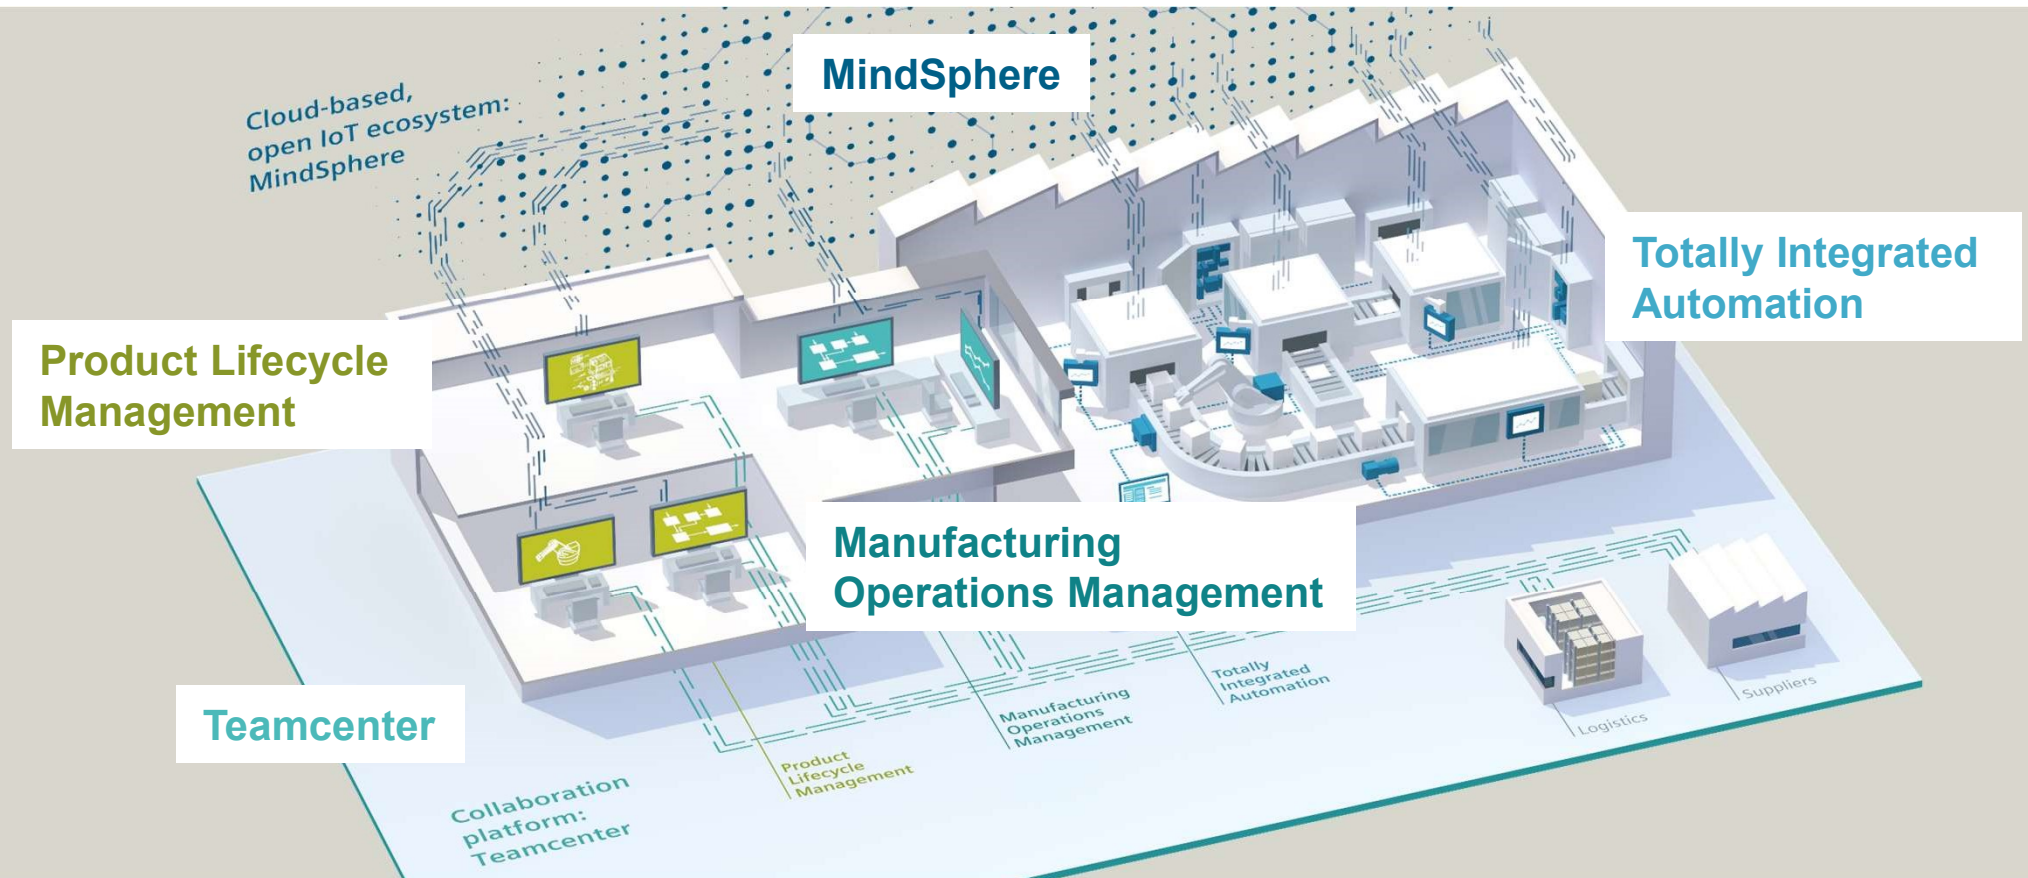 MindSphere
Cloud-based,
open IoT ecosystem:
MindSphere
Totally Integrated
Automation
Product Lifecycle
Management
Manufacturing
Operations Management
Teamcenter
Totally
Integrated
Automation
Manufacturing
Operations
Management
Product
Lifecycle
Management
Suppliers
Logistics
Collaboration
platform:
Teamcenter